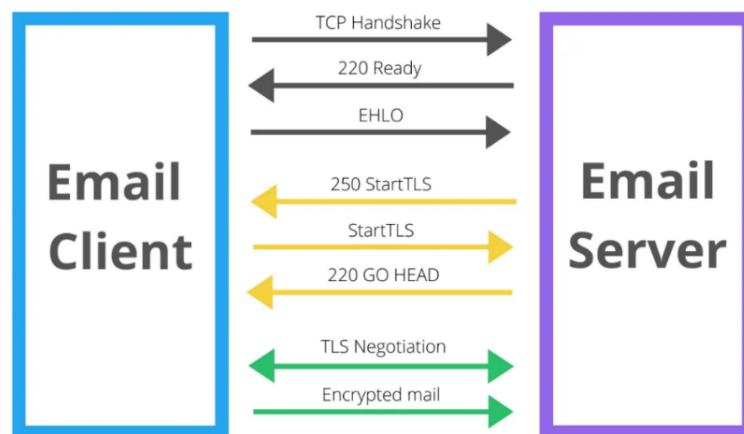 TCP Handshake
220 Ready
EHLO
Email
Client
250 StartTLS
StartTLS
220 GO HEAD
Email
Server
TLS Negotiation
Encrypted mail